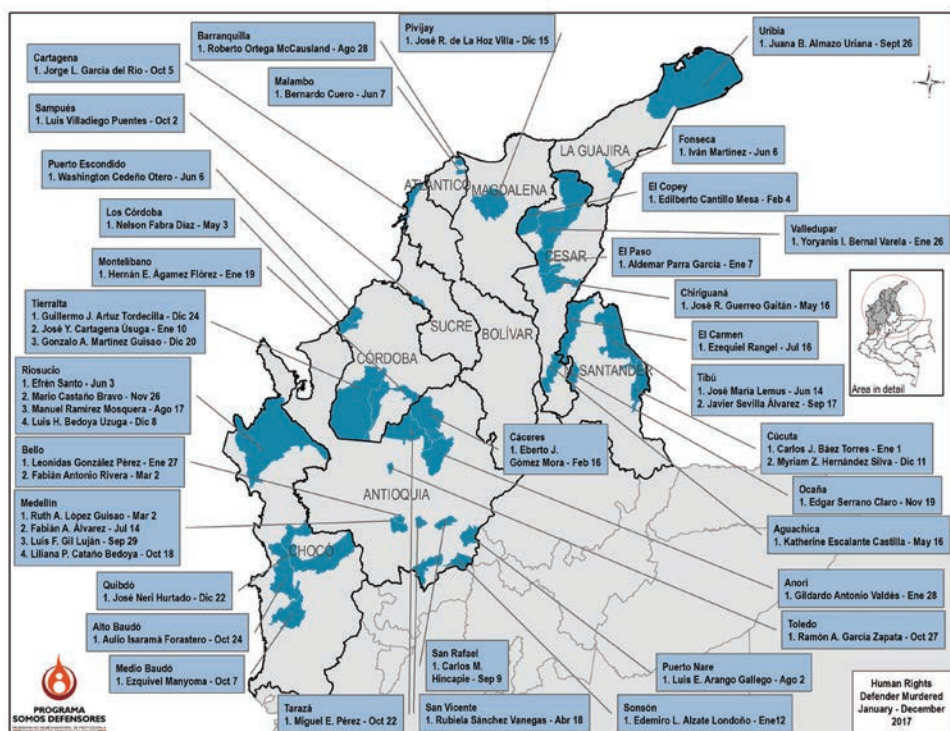 Barranquilla
1. Roberto Ortega McCausland - Ago 28
Pivijay
1. José R. de La Hoz Villa - Dic 15
Uribia
1. Juana B. Almazo Uriana - Sept 26
Cartagena
1. Jorge L. García del Río - Oct 5
Malambo
1. Bernardo Cuero - Jun 7
Sampués
1. Luis Villadiego Puentes - Oct 2
Fonseca
1. Iván Martínez - Jun 6
Puerto Escondido
1. Washington Cedeño Otero - Jun 6
El Copey
1. Edilberto Cantillo Mesa - Feb 4
Los Córdoba
1. Nelson Fabra Díaz - May 3
Valledupar
1. Yoryanis I. Bernal Varela - Ene 26
Montelíbano
1. Hernán E. Ágamez Flórez - Ene 19
El Paso
1. Aldemar Parra García - Ene 7
Chiriguaná
1. José R. Guerreo Gaitán - May 16
Tierralta
1. Guillermo J. Artuz Tordecilla - Dic 24
2. José Y. Cartagena Úsuga - Ene 10
3. Gonzalo A. Martínez Guisao - Dic 20
El Carmen
1. Ezequiel Rangel - Jul 16
Riosucio
1. Efrén Santo - Jun 3
2. Mario Castaño Bravo - Nov 26
3. Manuel Ramírez Mosquera - Ago 17
4. Luis H. Bedoya Uzuga - Dic 8
Tibú
1. José María Lemus - Jun 14
2. Javier Sevilla Álvarez - Sep 17
Bello
1. Leonidas González Pérez - Ene 27
2. Fabián Antonio Rivera - Mar 2
Cáceres
1. Eberto J.
Gómez Mora - Feb 16
Cúcuta
1. Carlos J. Báez Torres - Ene 1
2. Myriam Z. Hernández Silva - Dic 11
Medellín
1. Ruth A. López Guisao - Mar 2
2. Fabián A. Álvarez - Jul 14
3. Luis F. Gil Luján - Sep 29
4. Liliana P. Cataño Bedoya - Oct 18
Ocaña
1. Edgar Serrano Claro - Nov 19
Aguachica
1. Katherine Escalante Castilla - May 16
Quibdó
1. José Neri Hurtado - Dic 22
Anorí
1. Gildardo Antonio Valdés - Ene 28
Alto Baudó
1. Aulio Isaramá Forastero - Oct 24
Toledo
1. Ramón A. García Zapata - Oct 27
Medio Baudó
1. Ezquivel Manyoma - Oct 7
San Rafael
1. Carlos M.
Hincapie - Sep 9
Puerto Nare
1. Luis E. Arango Gallego - Ago 2
Tarazá
1. Miguel E. Pérez - Oct 22
San Vicente
1. Rubiela Sánchez Vanegas - Abr 18
Sonsón
1. Edemiro L. Alzate Londoño - Ene12
LA GUAJIRA
ATLÁNTICO
MAGDALENA
CESAR
SUCRE
BOLÍVAR
CÓRDOBA
N. SANTANDER
ANTIOQUIA
CHOCÓ
Area in detail
PROGRAMA
SOMOS DEFENSORES
Human Rights
Defender Murdered
January - December
2017